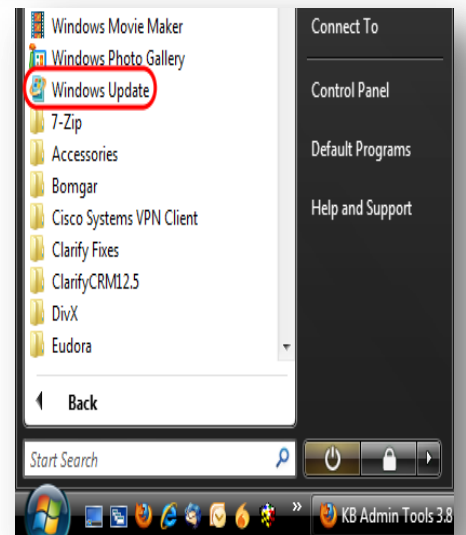 Windows Movie Maker
Windows Photo Gallery
Windows Update
7-Zip
Accessories
Bomgar
Cisco Systems VPN Client
Clarify Fixes
ClarifyCRM12.5
DivX
Eudora
Back
Start Search
Connect To
Control Panel
Default Programs
Help and Support
KB Admin Tools 3.8